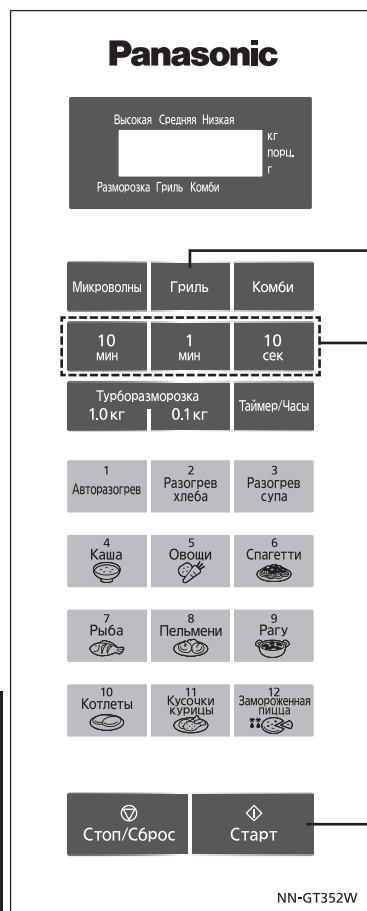 Panasonic
Высокая Средняя Низкая
кг
порц.
г
Разморозка Гриль Комби
Микроволны Гриль Комби
10 1 10
мин мин сек
Турборазморозка
1.0 кг 0.1 кг Таймер/Часы
1 2 3
Авторазогрев Разогрев Разогрев
хлеба супа
4 5 6
Каша Овощи Спагетти
7 8 9
Рыба Пельмени Рагу
10 11 12
Котлеты Кусочки Замороженная
курицы пицца
Стоп/Сброс Старт
NN-GT352W